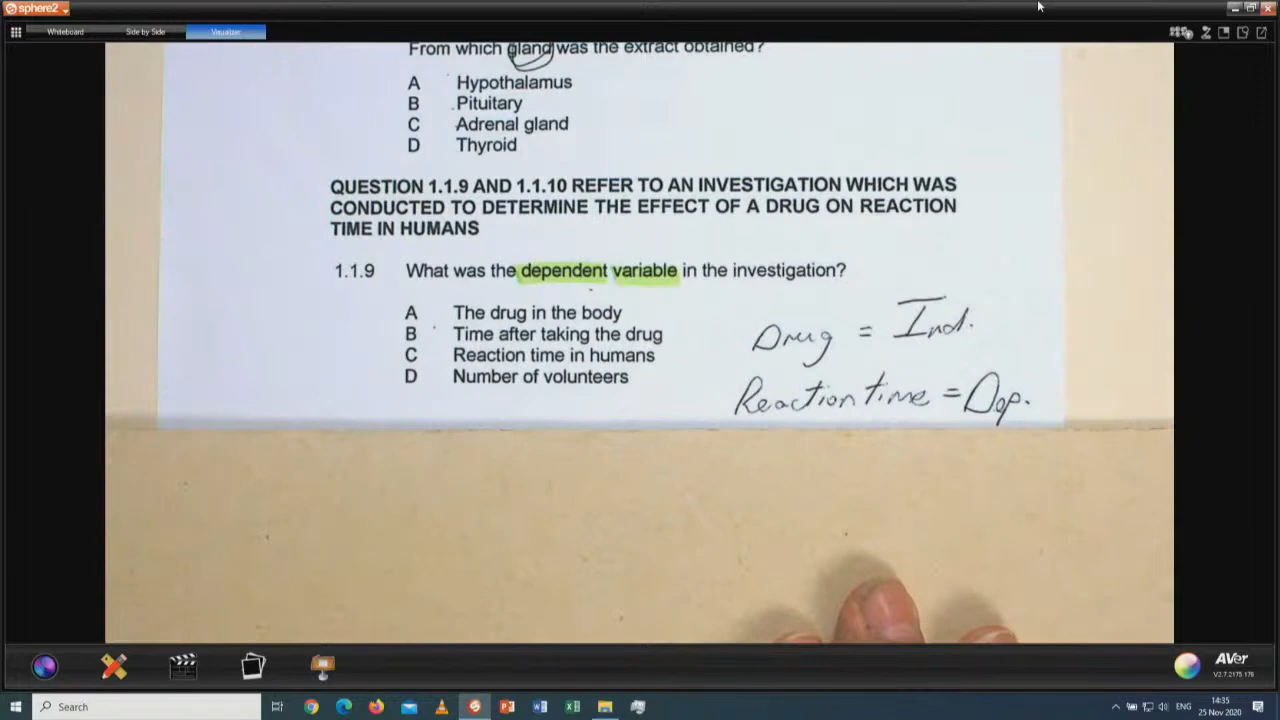 sphere2
Whiteboard
Side by Side
Visualizer
From which gland was the extract obtained?
A Hypothalamus
B Pituitary
C Adrenal gland
D Thyroid
QUESTION 1.1.9 AND 1.1.10 REFER TO AN INVESTIGATION WHICH WAS
CONDUCTED TO DETERMINE THE EFFECT OF A DRUG ON REACTION
TIME IN HUMANS
1.1.9 What was the dependent variable in the investigation?
A The drug in the body
B Time after taking the drug
C Reaction time in humans
D Number of volunteers
Drug = Ind.
Reaction time = Dep.
AVer
V2.7.2175.178
Search
ENG
14:35
25 Nov 2020